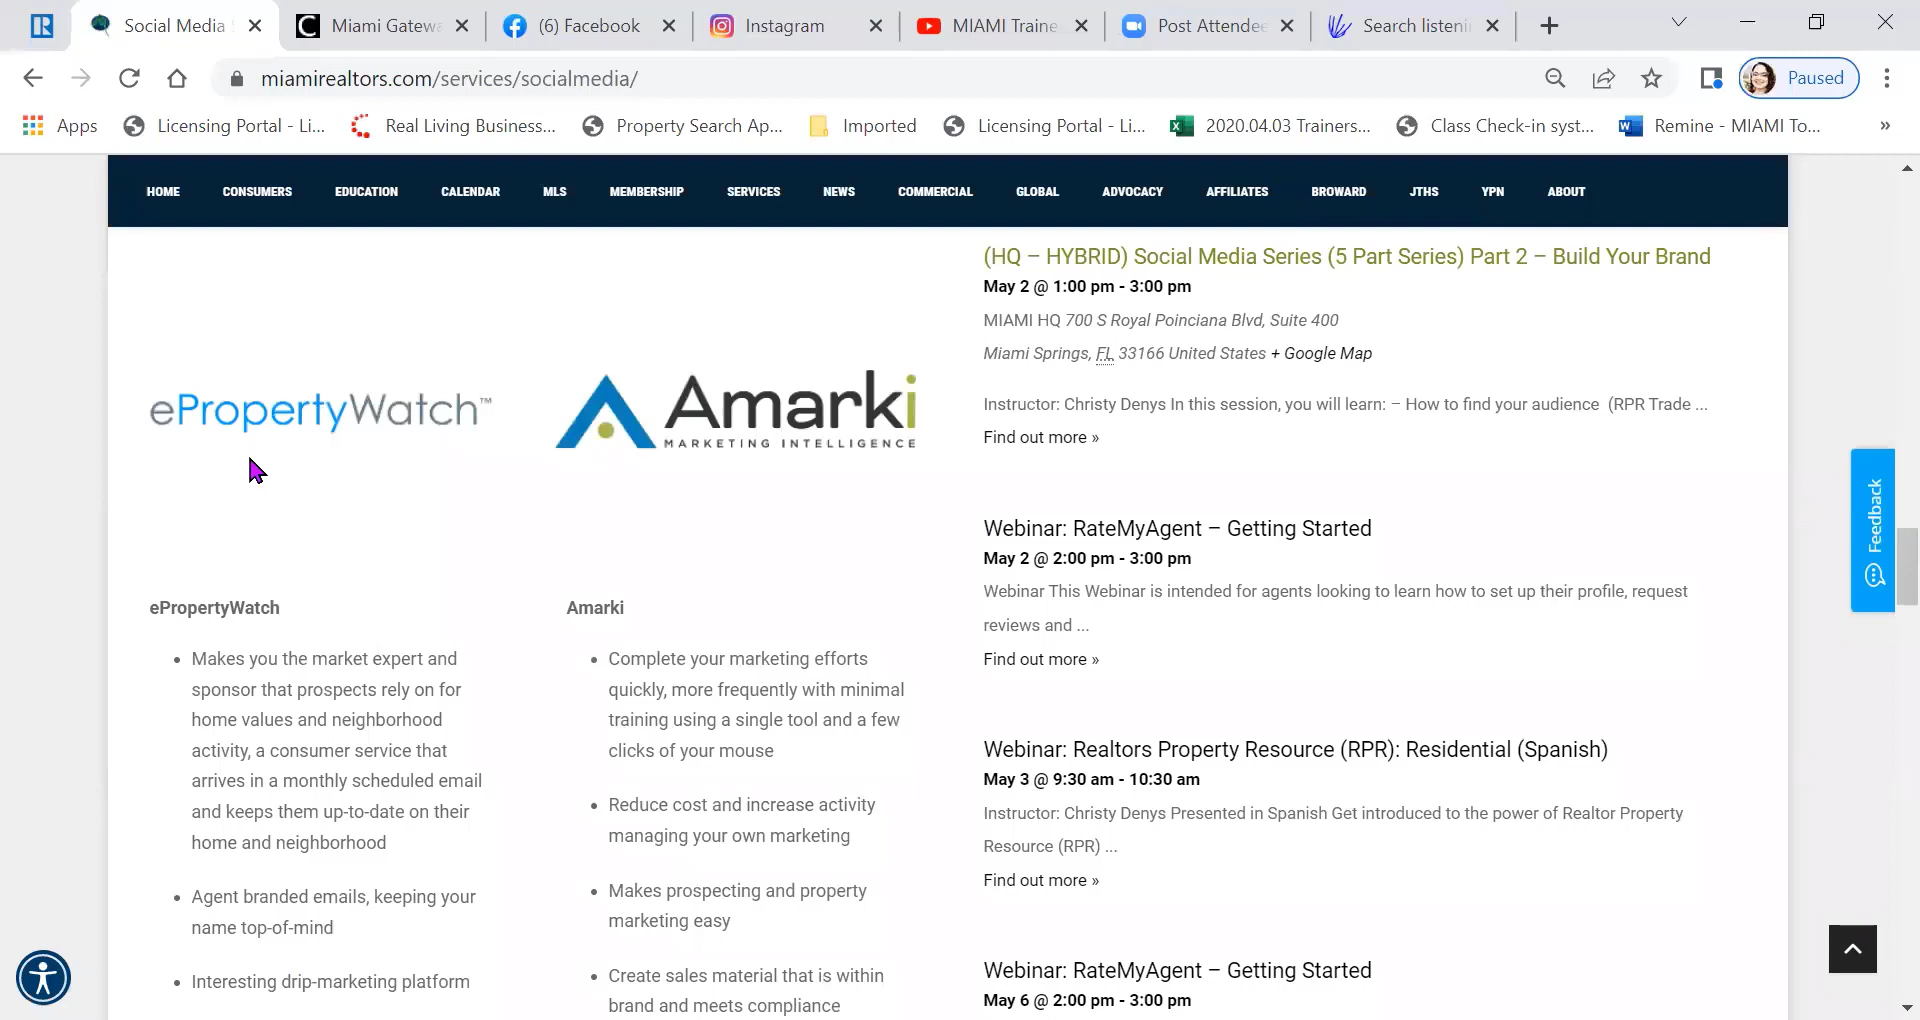 Social Media
Miami Gatew
(6) Facebook
Instagram
MIAMI Traine
Post Attendee
Search listeni
miamirealtors.com/services/socialmedia/
Paused
Apps
Licensing Portal - Li...
Real Living Business...
Property Search Ap...
Imported
Licensing Portal - Li...
2020.04.03 Trainers...
Class Check-in syst...
Remine - MIAMI To...
»
HOME CONSUMERS EDUCATION CALENDAR MLS MEMBERSHIP SERVICES NEWS COMMERCIAL GLOBAL ADVOCACY AFFILIATES BROWARD JTHS YPN ABOUT
ePropertyWatch™
Amarki
MARKETING INTELLIGENCE
ePropertyWatch
• Makes you the market expert and
sponsor that prospects rely on for
home values and neighborhood
activity, a consumer service that
arrives in a monthly scheduled email
and keeps them up-to-date on their
home and neighborhood
• Agent branded emails, keeping your
name top-of-mind
• Interesting drip-marketing platform
Amarki
• Complete your marketing efforts
quickly, more frequently with minimal
training using a single tool and a few
clicks of your mouse
• Reduce cost and increase activity
managing your own marketing
• Makes prospecting and property
marketing easy
• Create sales material that is within
brand and meets compliance
(HQ – HYBRID) Social Media Series (5 Part Series) Part 2 – Build Your Brand
May 2 @ 1:00 pm - 3:00 pm
MIAMI HQ 700 S Royal Poinciana Blvd, Suite 400
Miami Springs, FL 33166 United States + Google Map
Instructor: Christy Denys In this session, you will learn: – How to find your audience (RPR Trade ...
Find out more »
Webinar: RateMyAgent – Getting Started
May 2 @ 2:00 pm - 3:00 pm
Webinar This Webinar is intended for agents looking to learn how to set up their profile, request
reviews and ...
Find out more »
Webinar: Realtors Property Resource (RPR): Residential (Spanish)
May 3 @ 9:30 am - 10:30 am
Instructor: Christy Denys Presented in Spanish Get introduced to the power of Realtor Property
Resource (RPR) ...
Find out more »
Webinar: RateMyAgent – Getting Started
May 6 @ 2:00 pm - 3:00 pm
Feedback